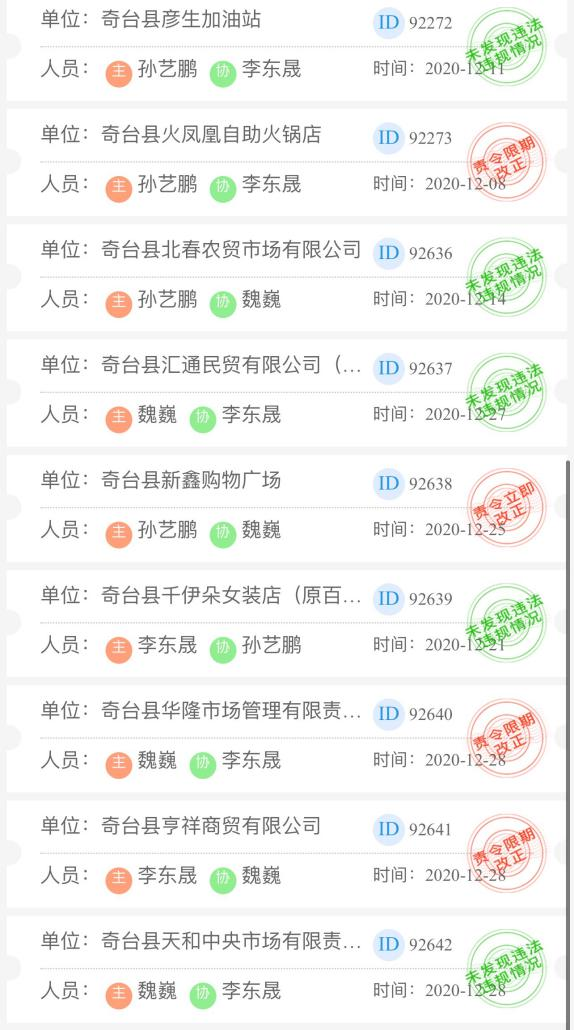 单位：奇台县彦生加油站 ID 92272
未发现违法
违规情况
人员：主 孙艺鹏 协 李东晟 时间：2020-12-11
单位：奇台县火凤凰自助火锅店 ID 92273
责令限期
改正
人员：主 孙艺鹏 协 李东晟 时间：2020-12-08
单位：奇台县北春农贸市场有限公司 ID 92636
未发现违法
违规情况
人员：主 孙艺鹏 协 魏巍 时间：2020-12-14
单位：奇台县汇通民贸有限公司（... ID 92637
未发现违法
违规情况
人员：主 魏巍 协 李东晟 时间：2020-12-27
单位：奇台县新鑫购物广场 ID 92638
责令立即
改正
人员：主 孙艺鹏 协 魏巍 时间：2020-12-25
单位：奇台县千伊朵女装店（原百... ID 92639
未发现违法
违规情况
人员：主 李东晟 协 孙艺鹏 时间：2020-12-21
单位：奇台县华隆市场管理有限责... ID 92640
责令限期
改正
人员：主 魏巍 协 李东晟 时间：2020-12-28
单位：奇台县亨祥商贸有限公司 ID 92641
责令限期
改正
人员：主 李东晟 协 魏巍 时间：2020-12-28
单位：奇台县天和中央市场有限责... ID 92642
未发现违法
违规情况
人员：主 魏巍 协 李东晟 时间：2020-12-28